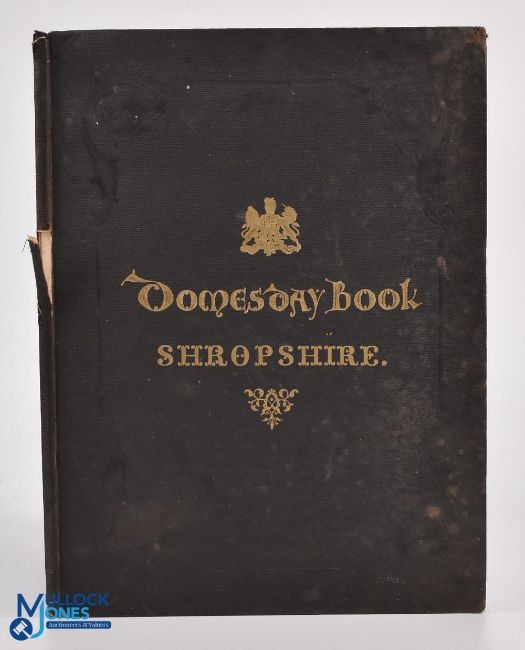 Domesday Book
SHROPSHIRE.
MULLOCK
JONES
Auctioneers & Valuers